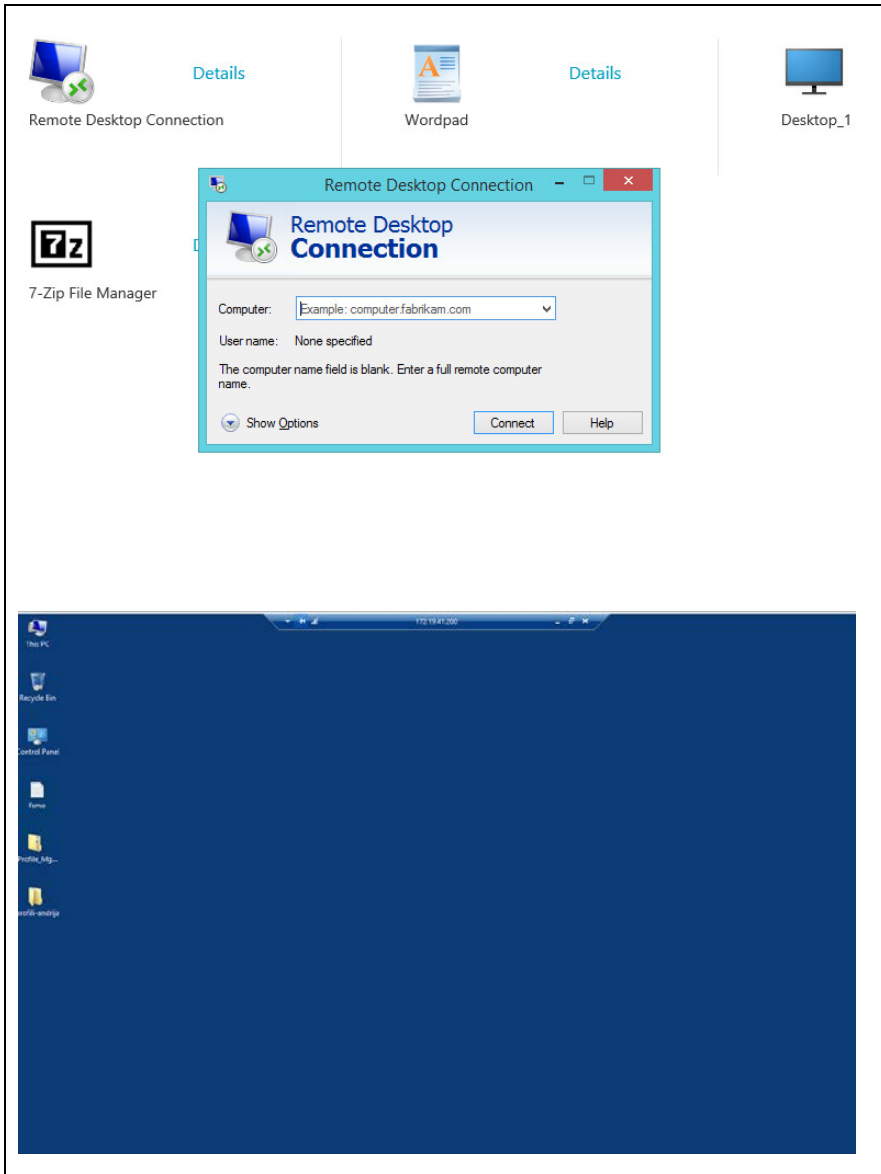 Details
Details
Remote Desktop Connection
Wordpad
Desktop_1
Remote Desktop Connection
Remote Desktop
Connection
7-Zip File Manager
Computer:
Example: computer.fabrikam.com
User name:
None specified
The computer name field is blank. Enter a full remote computer
name.
Show Options
Connect
Help
172.19.41.200
This PC
Recycle Bin
Control Panel
Profile_Mg...